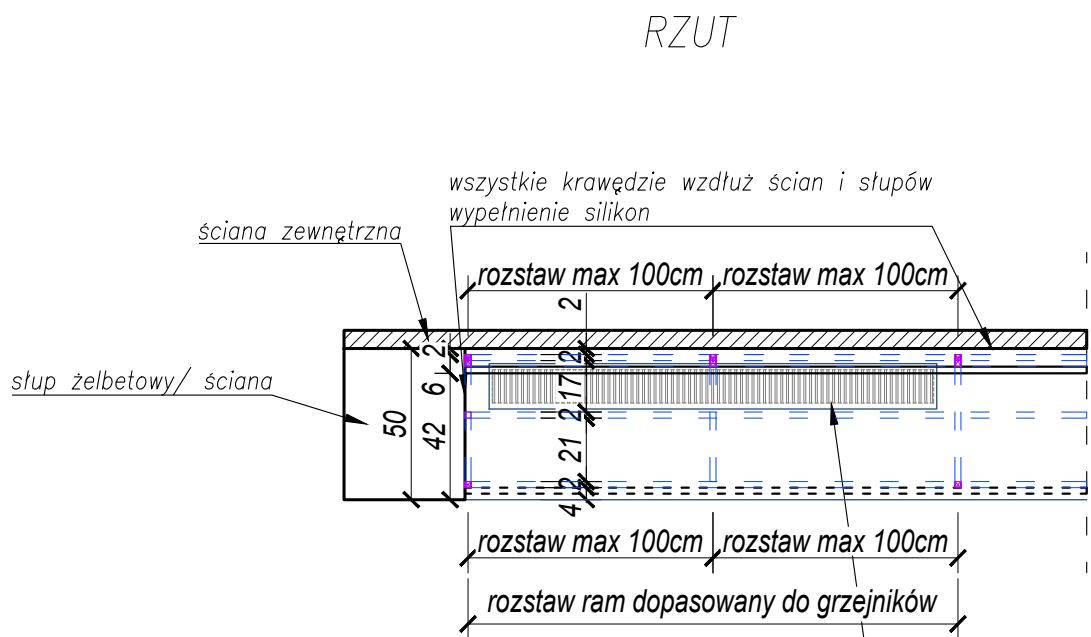 RZUT
wszystkie krawędzie wzdłuż ścian i słupów
wypełnienie silikon
ściana zewnętrzna
rozstaw max 100cm
rozstaw max 100cm
2
2
2
słup żelbetowy/ ściana
6
17
50
42
2
21
2
4
rozstaw max 100cm
rozstaw max 100cm
rozstaw ram dopasowany do grzejników